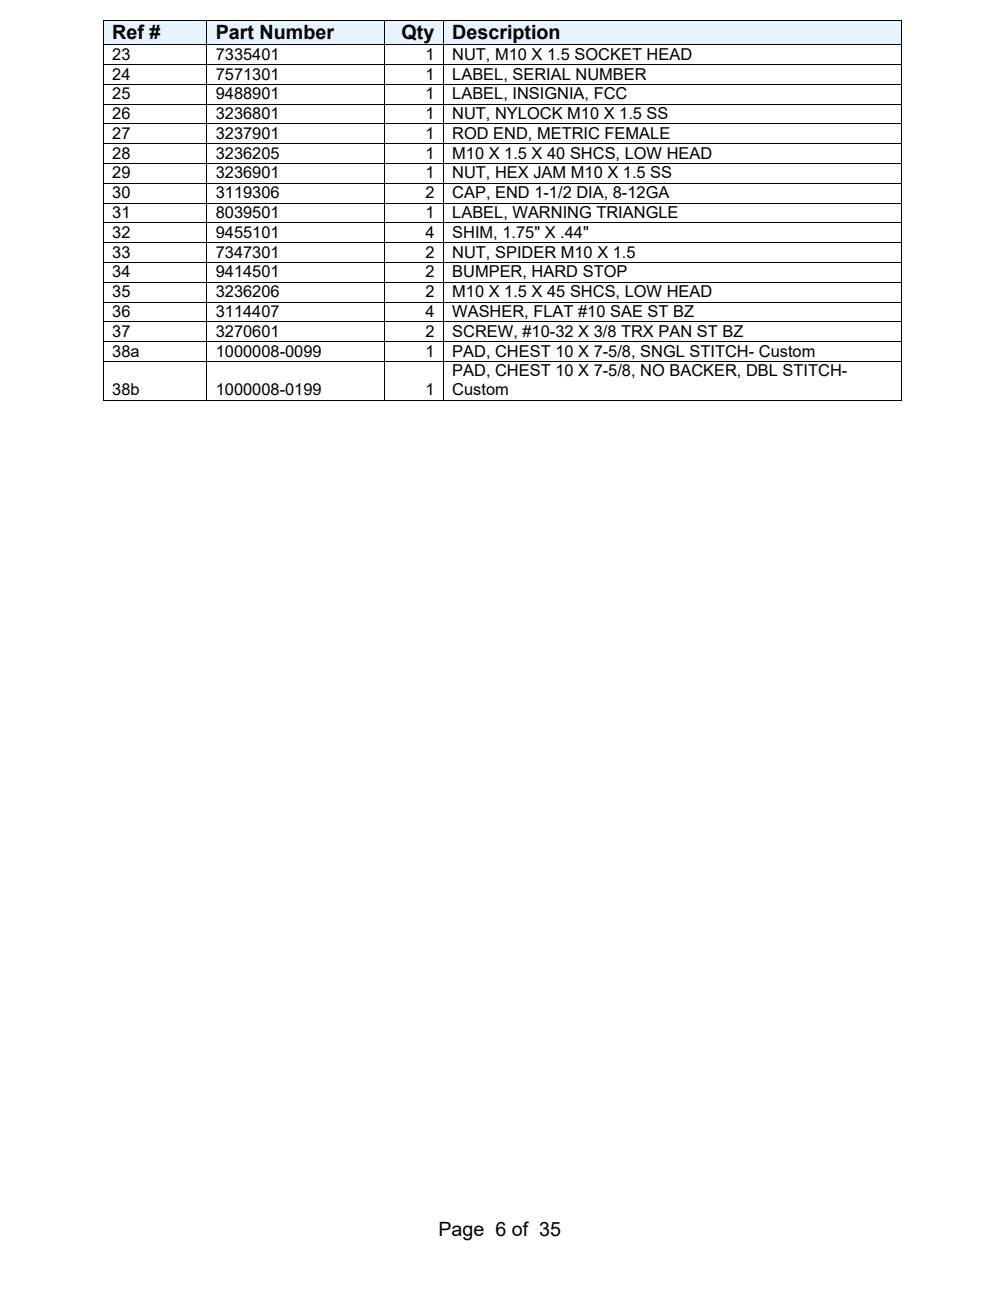 Ref # Part Number Qty Description
23 7335401 1 NUT, M10 X 1.5 SOCKET HEAD
24 7571301 1 LABEL, SERIAL NUMBER
25 9488901 1 LABEL, INSIGNIA, FCC
26 3236801 1 NUT, NYLOCK M10 X 1.5 SS
27 3237901 1 ROD END, METRIC FEMALE
28 3236205 1 M10 X 1.5 X 40 SHCS, LOW HEAD
29 3236901 1 NUT, HEX JAM M10 X 1.5 SS
30 3119306 2 CAP, END 1-1/2 DIA, 8-12GA
31 8039501 1 LABEL, WARNING TRIANGLE
32 9455101 4 SHIM, 1.75" X .44"
33 7347301 2 NUT, SPIDER M10 X 1.5
34 9414501 2 BUMPER, HARD STOP
35 3236206 2 M10 X 1.5 X 45 SHCS, LOW HEAD
36 3114407 4 WASHER, FLAT #10 SAE ST BZ
37 3270601 2 SCREW, #10-32 X 3/8 TRX PAN ST BZ
38a 1000008-0099 1 PAD, CHEST 10 X 7-5/8, SNGL STITCH- Custom
PAD, CHEST 10 X 7-5/8, NO BACKER, DBL STITCH-
38b 1000008-0199 1 Custom
Page 6 of 35